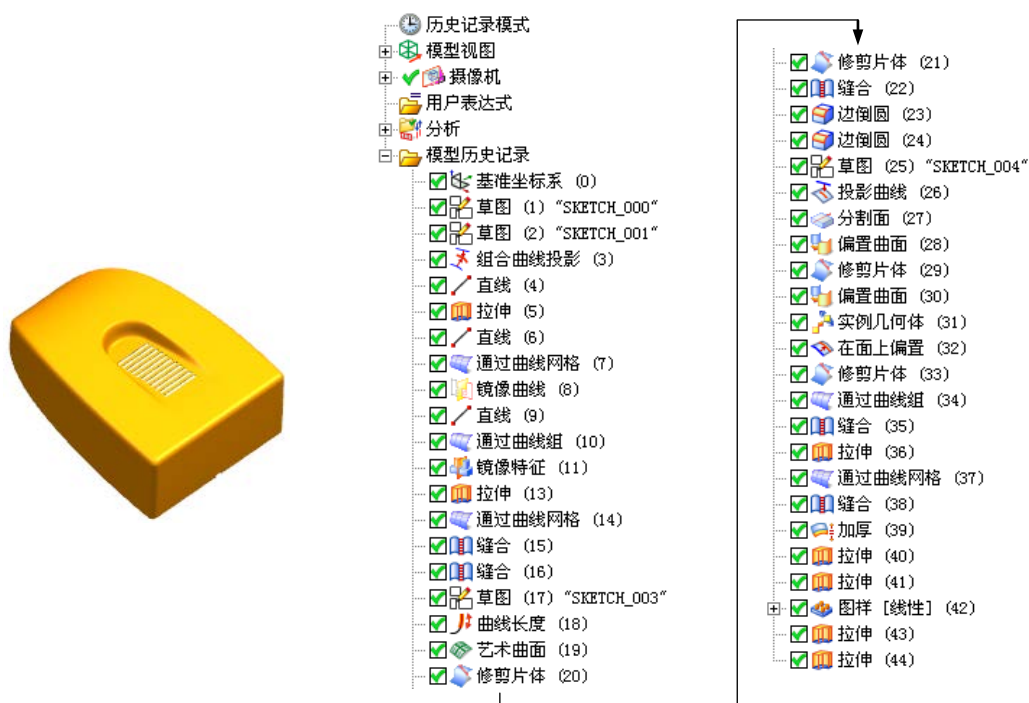 历史记录模式
模型视图
摄像机
用户表达式
分析
模型历史记录
基准坐标系 (0)
草图 (1) "SKETCH_000"
草图 (2) "SKETCH_001"
组合曲线投影 (3)
直线 (4)
拉伸 (5)
直线 (6)
通过曲线网格 (7)
镜像曲线 (8)
直线 (9)
通过曲线组 (10)
镜像特征 (11)
拉伸 (13)
通过曲线网格 (14)
缝合 (15)
缝合 (16)
草图 (17) "SKETCH_003"
曲线长度 (18)
艺术曲面 (19)
修剪片体 (20)
修剪片体 (21)
缝合 (22)
边倒圆 (23)
边倒圆 (24)
草图 (25) "SKETCH_004"
投影曲线 (26)
分割面 (27)
偏置曲面 (28)
修剪片体 (29)
偏置曲面 (30)
实例几何体 (31)
在面上偏置 (32)
修剪片体 (33)
通过曲线组 (34)
缝合 (35)
拉伸 (36)
通过曲线网格 (37)
缝合 (38)
加厚 (39)
拉伸 (40)
拉伸 (41)
图样 [线性] (42)
拉伸 (43)
拉伸 (44)